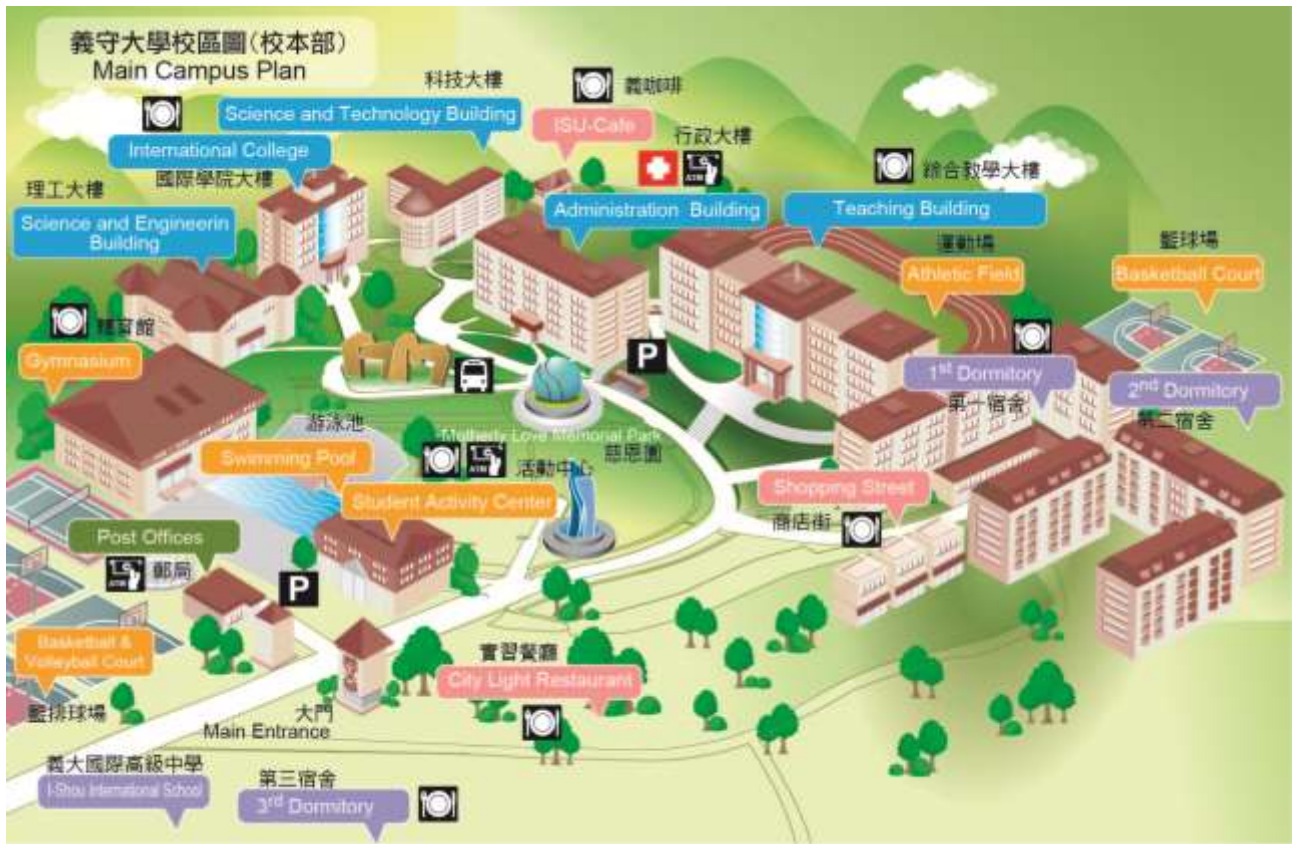 義守大學校區圖(校本部)
Main Campus Plan
科技大樓
Science and Technology Building
義咖啡
ISU-Cafe
International College
國際學院大樓
行政大樓
ATM
Administration Building
綜合教學大樓
Teaching Building
理工大樓
Science and Engineerin
Building
運動場
Athletic Field
籃球場
Basketball Court
體育館
Gymnasium
P
1st Dormitory
第一宿舍
2nd Dormitory
第二宿舍
Motherly Love Memorial Park
慈恩園
游泳池
Swimming Pool
ATM
活動中心
Student Activity Center
Shopping Street
商店街
Post Offices
ATM
郵局
P
Basketball &
Volleyball Court
籃排球場
實習餐廳
City Light Restaurant
大門
Main Entrance
義大國際高級中學
I-Shou International School
第三宿舍
3rd Dormitory